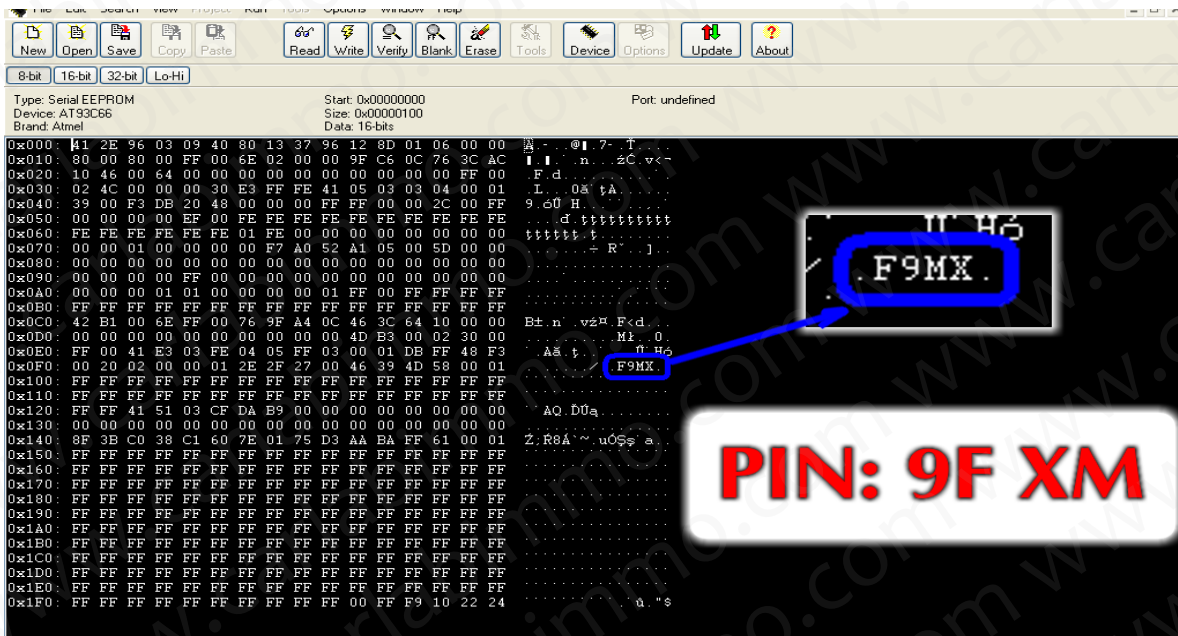 File Edit Search View Project Run Tools Options Window Help
New Open Save Copy Paste Read Write Verify Blank Erase Tools Device Options Update About
8-bit 16-bit 32-bit Lo-Hi
Type: Serial EEPROM Start: 0x00000000 Port: undefined
Device: AT93C66 Size: 0x00000100
Brand: Atmel Data: 16-bits
0x000: 41 2E 96 03 09 40 80 13 37 96 12 8D 01 06 00 00
0x010: 80 00 80 00 FF 00 6E 02 00 00 9F C6 0C 76 3C AC
0x020: 10 46 00 64 00 00 00 00 00 00 00 00 00 00 FF 00
0x030: 02 4C 00 00 00 30 E3 FF FE 41 05 03 03 04 00 01
0x040: 39 00 F3 DB 20 48 00 00 00 FF FF 00 00 2C 00 FF
0x050: 00 00 00 00 EF 00 FE FE FE FE FE FE FE FE FE FE
0x060: FE FE FE FE FE FE 01 FE 00 00 00 00 00 00 00 00
0x070: 00 00 01 00 00 00 00 F7 A0 52 A1 05 00 5D 00 00
0x080: 00 00 00 00 00 00 00 00 00 00 00 00 00 00 00 00
0x090: 00 00 00 00 FF 00 00 00 00 00 00 00 00 00 00 00
0x0A0: 00 00 00 01 01 00 00 00 00 01 FF 00 FF FF FF FF
0x0B0: FF FF FF FF FF FF FF FF FF FF FF FF FF FF FF FF
0x0C0: 42 B1 00 6E FF 00 76 9F A4 0C 46 3C 64 10 00 00
0x0D0: 00 00 00 00 00 00 00 00 00 00 4D B3 00 02 30 00
0x0E0: FF 00 41 E3 03 FE 04 05 FF 03 00 01 DB FF 48 F3
0x0F0: 00 20 02 00 00 01 2E 2F 27 00 46 39 4D 58 00 01 .F9MX.
0x100: FF FF FF FF FF FF FF FF FF FF FF FF FF FF FF FF
0x110: FF FF FF FF FF FF FF FF FF FF FF FF FF FF FF FF
0x120: FF FF 41 51 03 CF DA B9 00 00 00 00 00 00 00 00
0x130: 00 00 00 00 00 00 00 00 00 00 00 00 00 00 00 00
0x140: 8F 3B C0 38 C1 60 7E 01 75 D3 AA BA FF 61 00 01
0x150: FF FF FF FF FF FF FF FF FF FF FF FF FF FF FF FF
0x160: FF FF FF FF FF FF FF FF FF FF FF FF FF FF FF FF
0x170: FF FF FF FF FF FF FF FF FF FF FF FF FF FF FF FF
0x180: FF FF FF FF FF FF FF FF FF FF FF FF FF FF FF FF
0x190: FF FF FF FF FF FF FF FF FF FF FF FF FF FF FF FF
0x1A0: FF FF FF FF FF FF FF FF FF FF FF FF FF FF FF FF
0x1B0: FF FF FF FF FF FF FF FF FF FF FF FF FF FF FF FF
0x1C0: FF FF FF FF FF FF FF FF FF FF FF FF FF FF FF FF
0x1D0: FF FF FF FF FF FF FF FF FF FF FF FF FF FF FF FF
0x1E0: FF FF FF FF FF FF FF FF FF FF FF FF FF FF FF FF
0x1F0: FF FF FF FF FF FF FF FF FF FF 00 FF F9 10 22 24
.F9MX.
PIN: 9F XM
www.carlabimmo.com